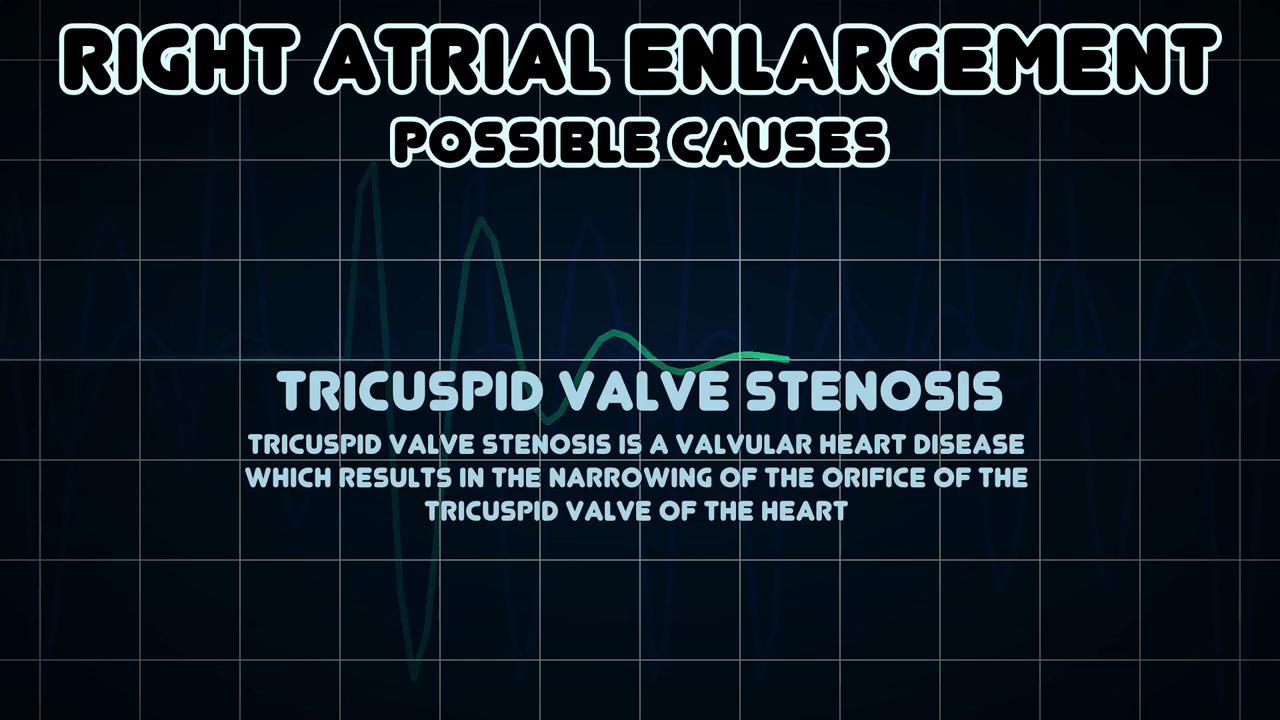 RIGHT ATRIAL ENLARGEMENT
POSSIBLE CAUSES
TRICUSPID VALVE STENOSIS
TRICUSPID VALVE STENOSIS IS A VALVULAR HEART DISEASE
WHICH RESULTS IN THE NARROWING OF THE ORIFICE OF THE
TRICUSPID VALVE OF THE HEART